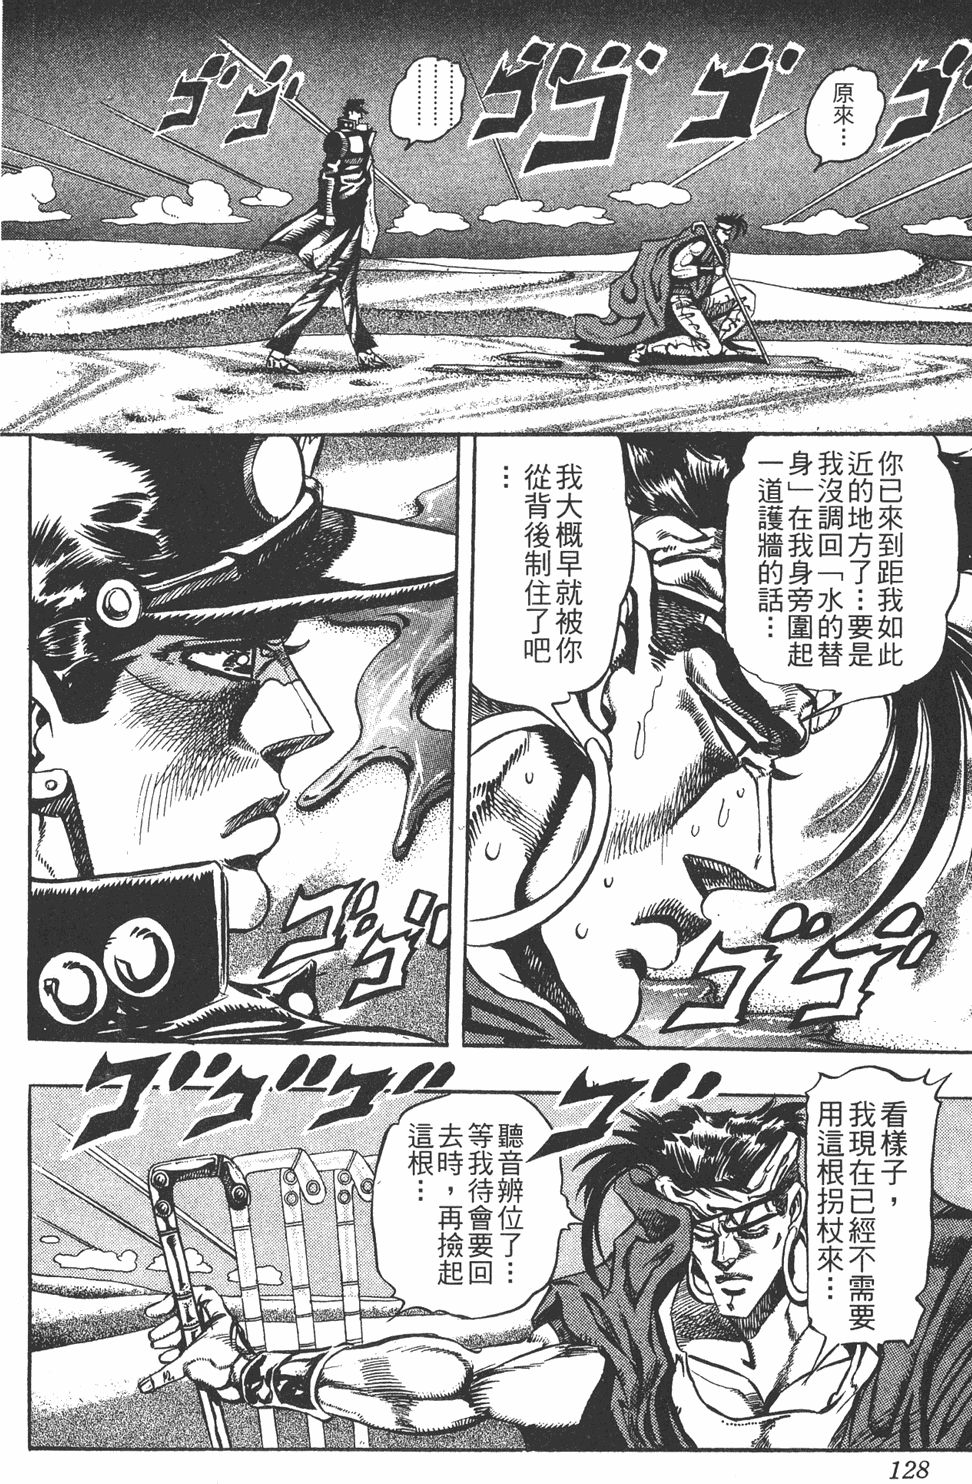 原來⋯
⋯⋯⋯
⋯⋯⋯
ゴゴゴゴゴゴ
你已來到距我如此
近的地方了⋯要是
我沒調回「水的替
身」在我身旁圍起
一道護牆的話⋯
我大概早就被你
從背後制住了吧
⋯
ゴゴ
ゴゴ
看樣子，
我現在已經不需要
用這根拐杖來⋯
聽音辨位了⋯
等我待會要回
去時，再撿起
這根⋯
ゴゴゴゴゴ
128